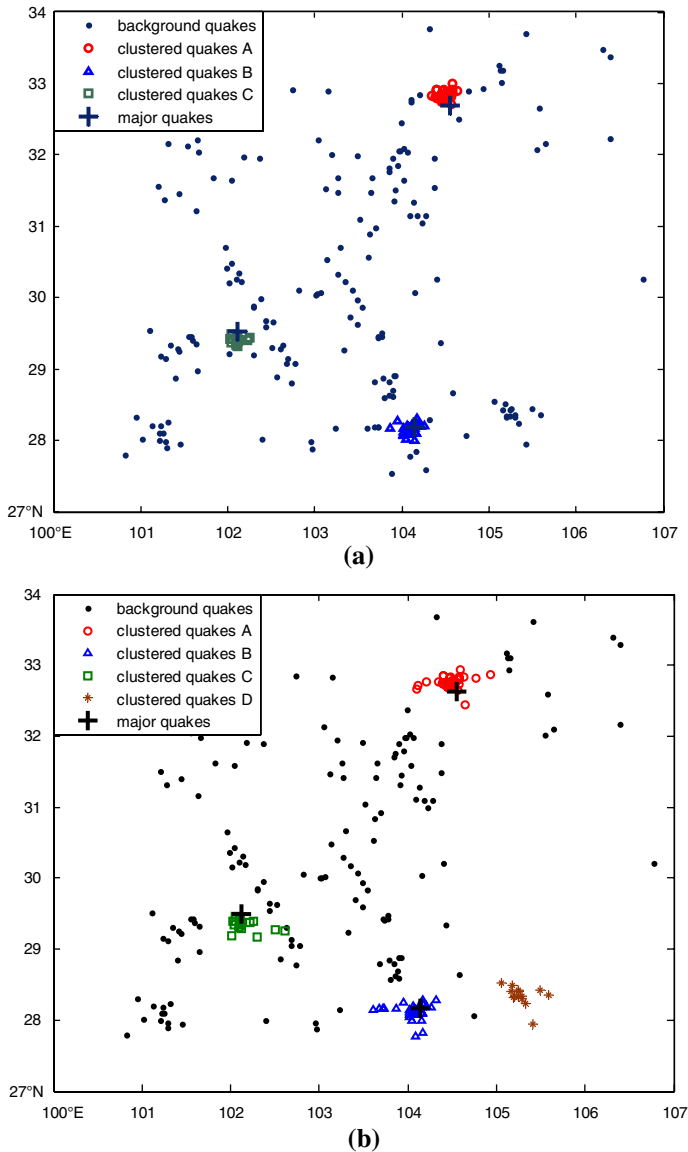 34
background quakes
clustered quakes A
33
clustered quakes B
clustered quakes C
major quakes
32
31
30
29
28
27°N
100°E 101 102 103 104 105 106 107
(a)
34
background quakes
clustered quakes A
33
clustered quakes B
clustered quakes C
clustered quakes D
32
major quakes
31
30
29
28
27°N
100°E 101 102 103 104 105 106 107
(b)